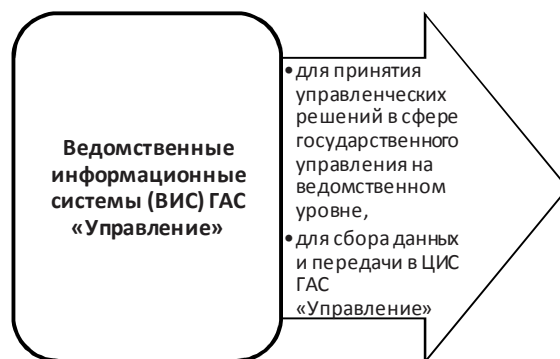 Ведомственные
информационные
системы (ВИС) ГАС
«Управление»
•для принятия
управленческих
решений в сфере
государственного
управления на
ведомственном
уровне,
•для сбора данных
и передачи в ЦИС
ГАС
«Управление»